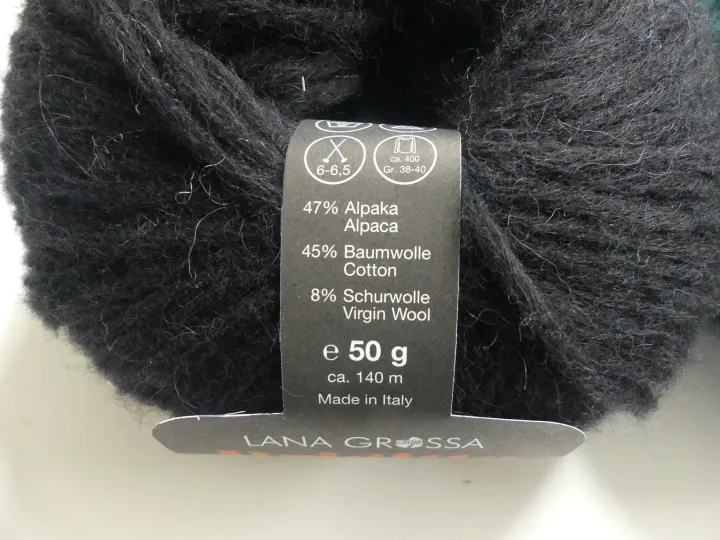 6-6,5
ca. 400
Gr. 38-40
47% Alpaka
Alpaca
45% Baumwolle
Cotton
8% Schurwolle
Virgin Wool
℮ 50 g
ca. 140 m
Made in Italy
LANA GROSSA